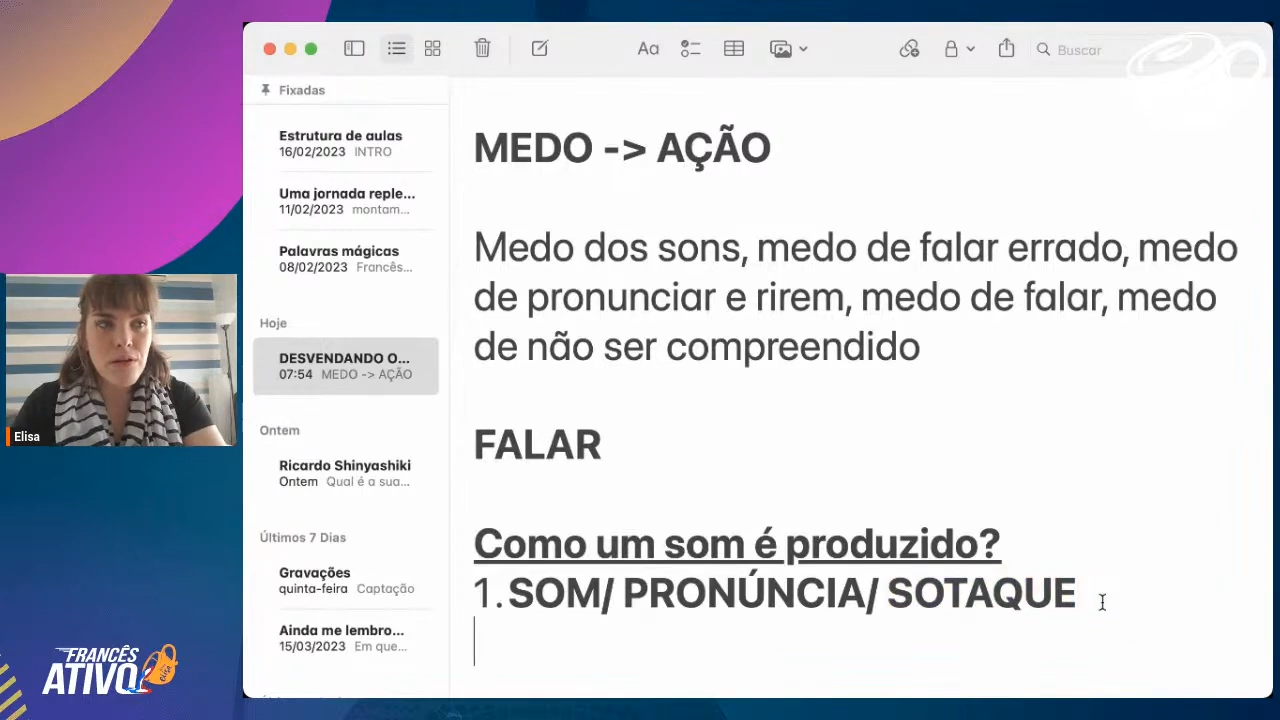 Aa
Buscar
Fixadas
Estrutura de aulas
16/02/2023 INTRO
Uma jornada reple...
11/02/2023 montam...
Palavras mágicas
08/02/2023 Francês...
Hoje
DESVENDANDO O...
07:54 MEDO -> AÇÃO
Ontem
Ricardo Shinyashiki
Ontem Qual é a sua...
Últimos 7 Dias
Gravações
quinta-feira Captação
Ainda me lembro...
15/03/2023 Em que...
MEDO -> AÇÃO
Medo dos sons, medo de falar errado, medo
de pronunciar e rirem, medo de falar, medo
de não ser compreendido
FALAR
Como um som é produzido?
1. SOM/ PRONÚNCIA/ SOTAQUE
Elisa
FRANCÊS
ATIVO